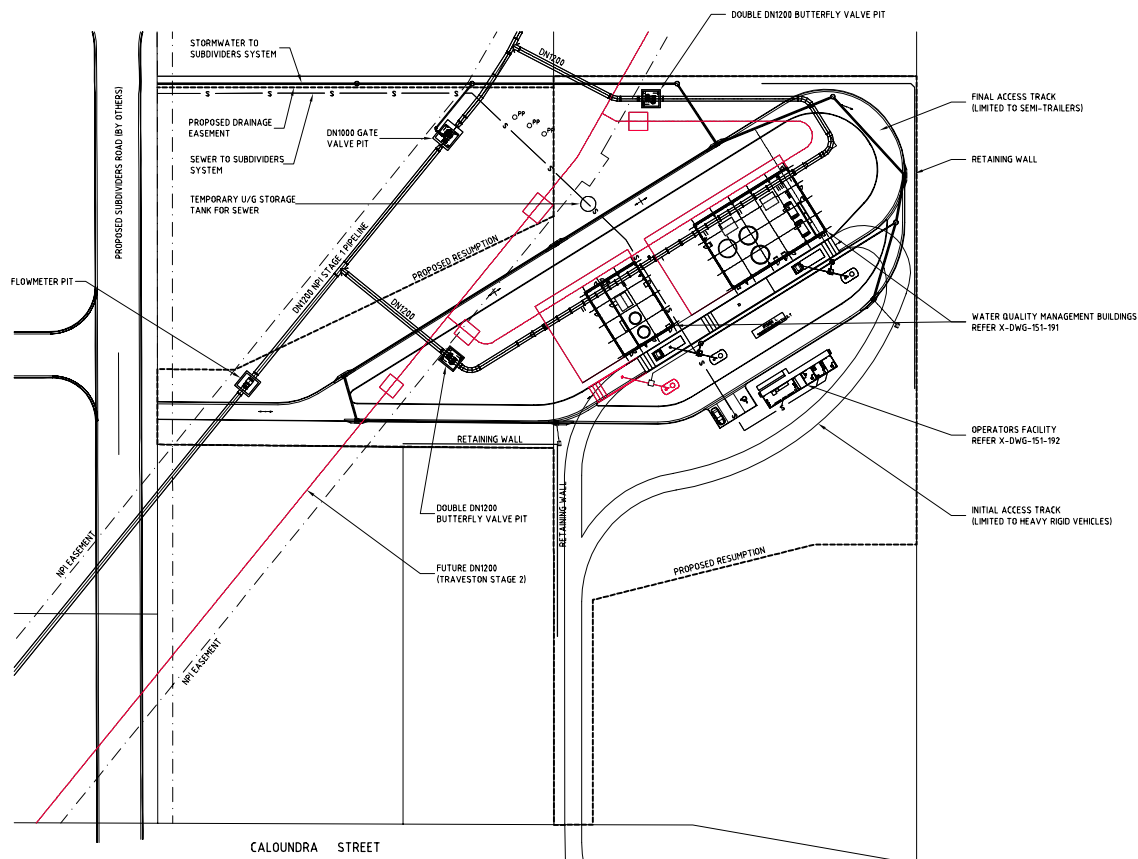 DOUBLE DN1200 BUTTERFLY VALVE PIT
STORMWATER TO
SUBDIVIDERS SYSTEM
DN1200
S S S S S
PROPOSED DRAINAGE
EASEMENT
DN1000 GATE
VALVE PIT
PP
PP
PP
S
S
SEWER TO SUBDIVIDERS
SYSTEM
TEMPORARY U/G STORAGE
TANK FOR SEWER
S
FINAL ACCESS TRACK
(LIMITED TO SEMI-TRAILERS)
RETAINING WALL
PROPOSED SUBDIVIDERS ROAD (BY OTHERS)
DN1200 NPI STAGE 1 PIPELINE
PROPOSED RESUMPTION
FLOWMETER PIT
DN1200
WATER QUALITY MANAGEMENT BUILDINGS
REFER X-DWG-151-191
OPERATORS FACILITY
REFER X-DWG-151-192
RETAINING WALL
INITIAL ACCESS TRACK
(LIMITED TO HEAVY RIGID VEHICLES)
DOUBLE DN1200
BUTTERFLY VALVE PIT
RETAINING WALL
NPI EASEMENT
FUTURE DN1200
(TRAVESTON STAGE 2)
PROPOSED RESUMPTION
NPI EASEMENT
CALOUNDRA STREET